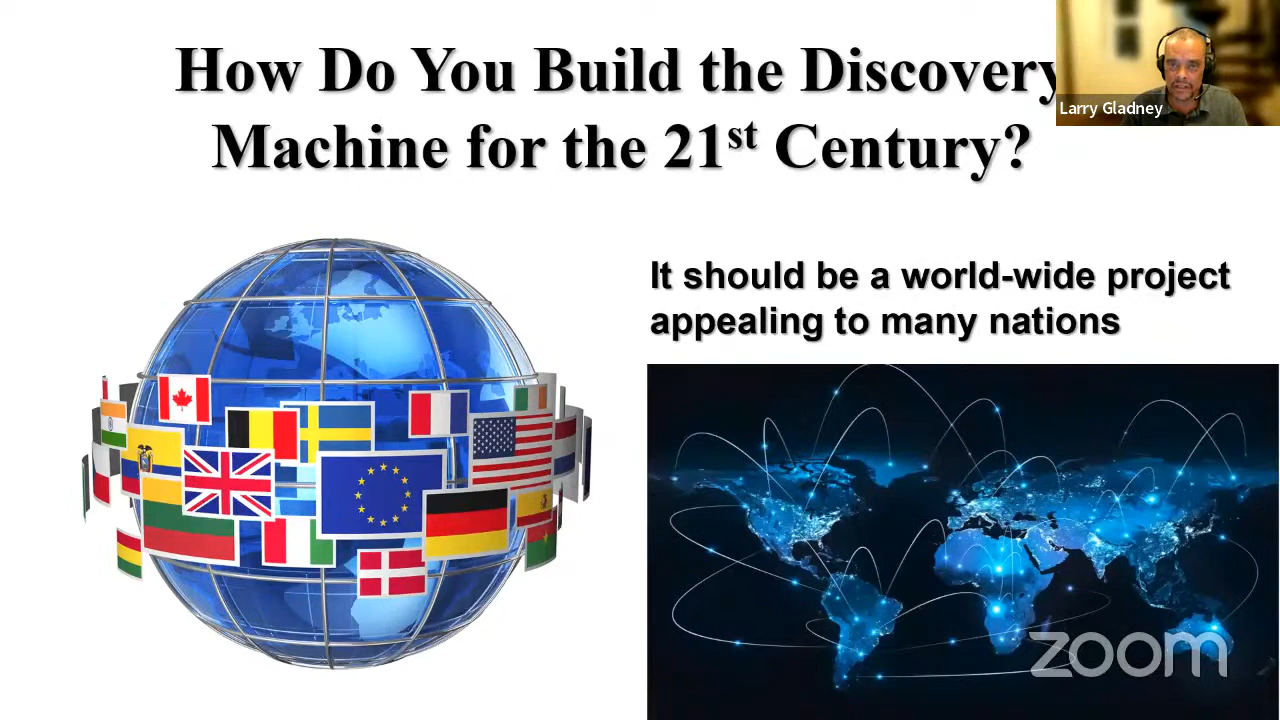 How Do You Build the Discovery
Machine for the 21st Century?
Larry Gladney
It should be a world-wide project
appealing to many nations
zoom